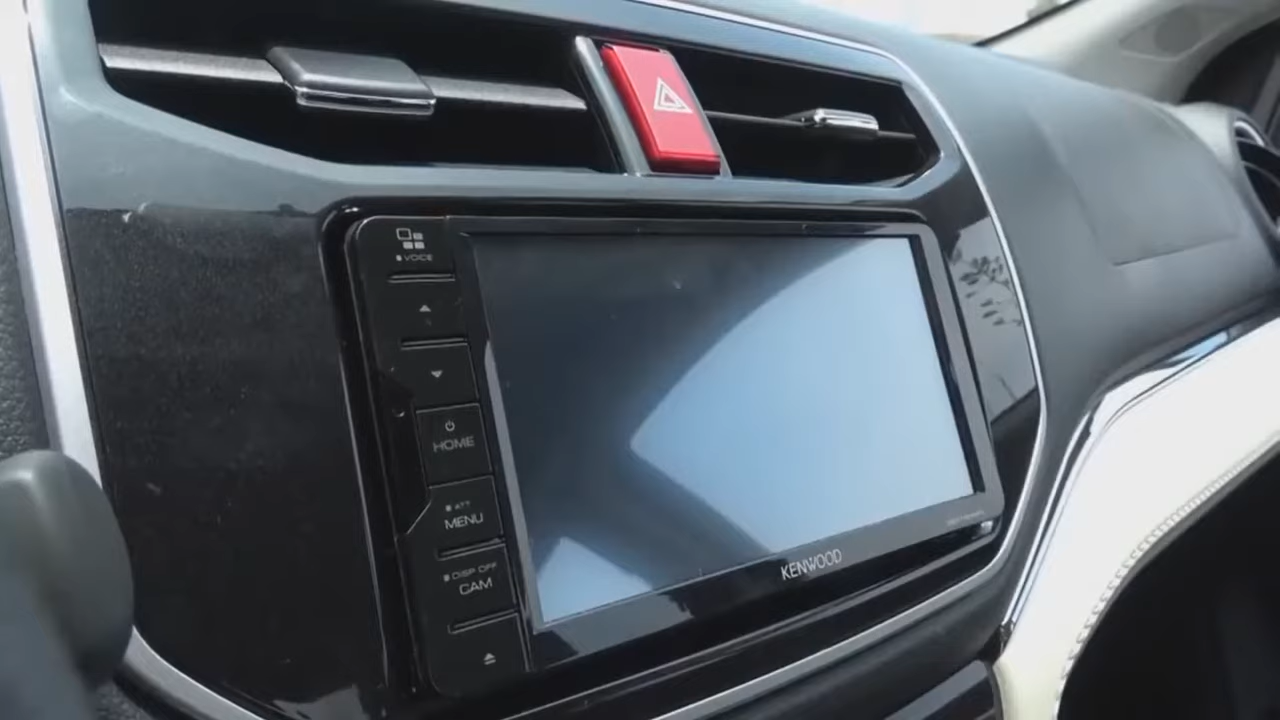 VOICE
HOME
ATT
MENU
DISP OFF
CAM
KENWOOD